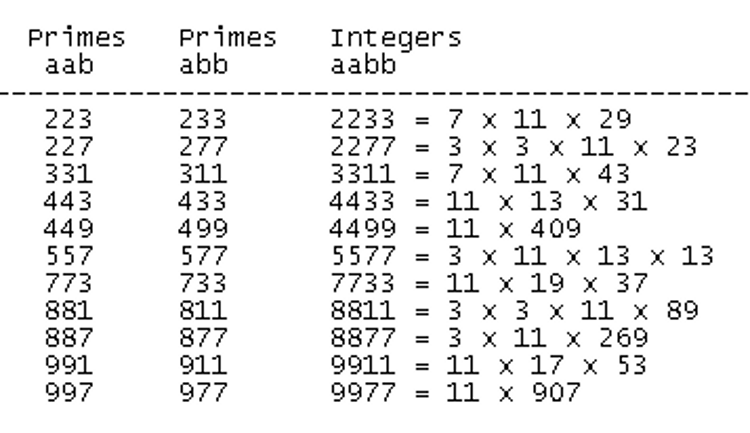 Primes Primes Integers
aab abb aabb
--------------------------------------------------
223 233 2233 = 7 x 11 x 29
227 277 2277 = 3 x 3 x 11 x 23
331 311 3311 = 7 x 11 x 43
443 433 4433 = 11 x 13 x 31
449 499 4499 = 11 x 409
557 577 5577 = 3 x 11 x 13 x 13
773 733 7733 = 11 x 19 x 37
881 811 8811 = 3 x 3 x 11 x 89
887 877 8877 = 3 x 11 x 269
991 911 9911 = 11 x 17 x 53
997 977 9977 = 11 x 907